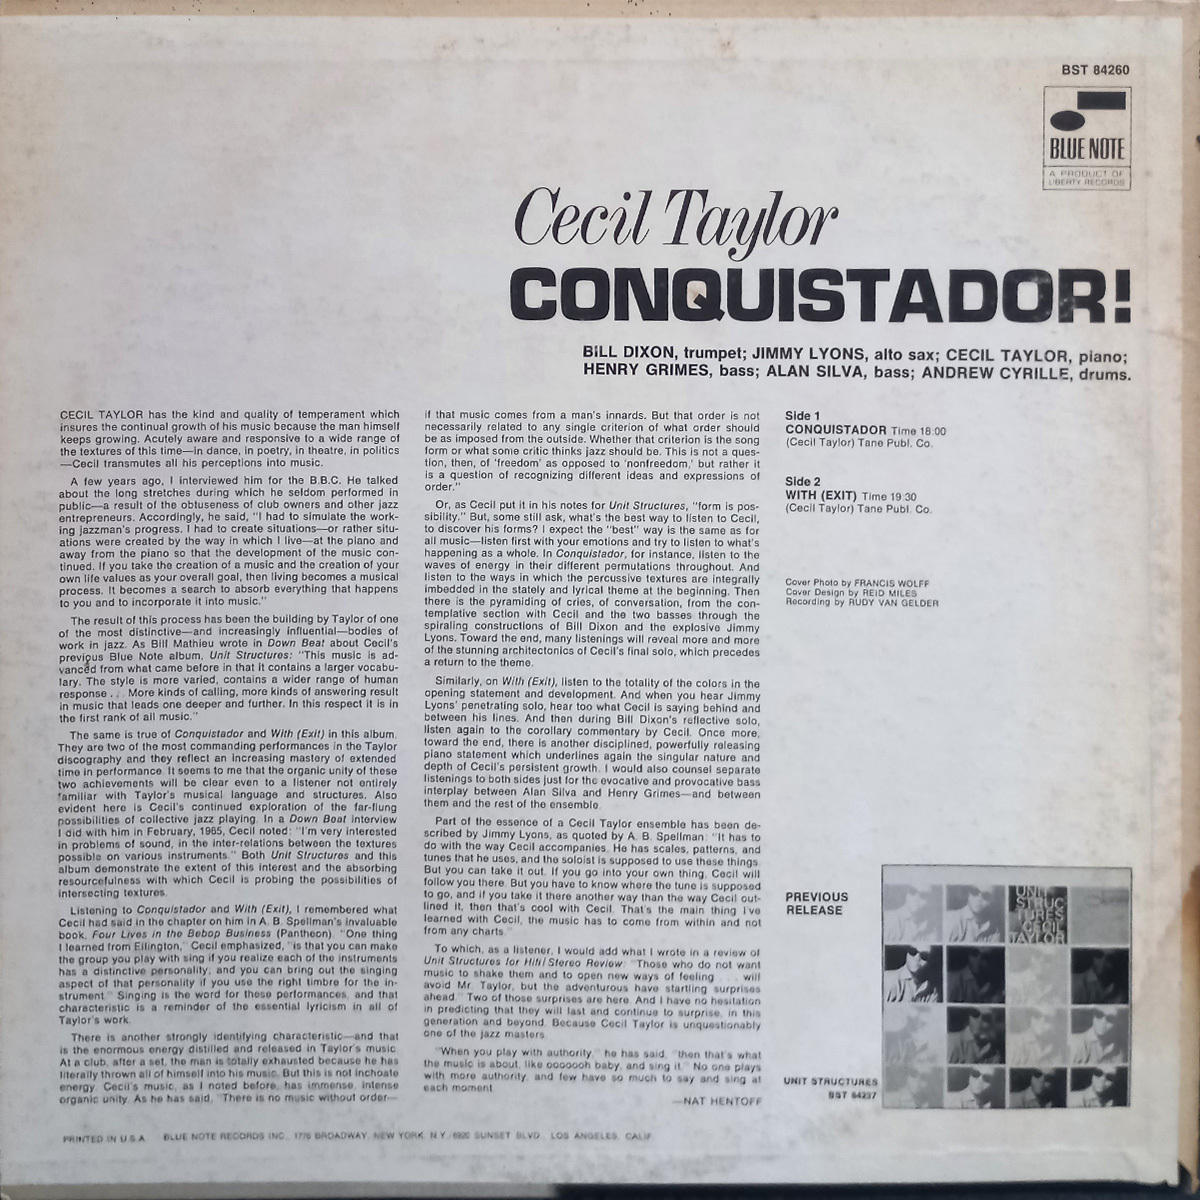 BST 84260
BLUE NOTE
A PRODUCT OF
LIBERTY RECORDS
Cecil Taylor
CONQUISTADOR!
BILL DIXON, trumpet; JIMMY LYONS, alto sax; CECIL TAYLOR, piano;
HENRY GRIMES, bass; ALAN SILVA, bass; ANDREW CYRILLE, drums.
CECIL TAYLOR has the kind and quality of temperament which
insures the continual growth of his music because the man himself
keeps growing. Acutely aware and responsive to a wide range of
the textures of this time—in dance, in poetry, in theatre, in politics
—Cecil transmutes all his perceptions into music.
A few years ago, I interviewed him for the B.B.C. He talked
about the long stretches during which he seldom performed in
public—a result of the obtuseness of club owners and other jazz
entrepreneurs. Accordingly, he said, "I had to simulate the work-
ing jazzman's progress. I had to create situations—or rather situ-
ations were created by the way in which I live—at the piano and
away from the piano so that the development of the music con-
tinued. If you take the creation of a music and the creation of your
own life values as your overall goal, then living becomes a musical
process. It becomes a search to absorb everything that happens
to you and to incorporate it into music."
The result of this process has been the building by Taylor of one
of the most distinctive—and increasingly influential—bodies of
work in jazz. As Bill Mathieu wrote in Down Beat about Cecil's
previous Blue Note album, Unit Structures: "This music is ad-
vanced from what came before in that it contains a larger vocabu-
lary. The style is more varied, contains a wider range of human
response . . . More kinds of calling, more kinds of answering result
in music that leads one deeper and further. In this respect it is in
the first rank of all music."
The same is true of Conquistador and With (Exit) in this album.
They are two of the most commanding performances in the Taylor
discography and they reflect an increasing mastery of extended
time in performance. It seems to me that the organic unity of these
two achievements will be clear even to a listener not entirely
familiar with Taylor's musical language and structures. Also
evident here is Cecil's continued exploration of the far-flung
possibilities of collective jazz playing. In a Down Beat interview
I did with him in February, 1965, Cecil noted: "I'm very interested
in problems of sound, in the inter-relations between the textures
possible on various instruments." Both Unit Structures and this
album demonstrate the extent of this interest and the absorbing
resourcefulness with which Cecil is probing the possibilities of
intersecting textures.
Listening to Conquistador and With (Exit), I remembered what
Cecil had said in the chapter on him in A. B. Spellman's invaluable
book, Four Lives in the Bebop Business (Pantheon). "One thing
I learned from Ellington," Cecil emphasized, "is that you can make
the group you play with sing if you realize each of the instruments
has a distinctive personality; and you can bring out the singing
aspect of that personality if you use the right timbre for the in-
strument." Singing is the word for these performances, and that
characteristic is a reminder of the essential lyricism in all of
Taylor's work.
There is another strongly identifying characteristic—and that
is the enormous energy distilled and released in Taylor's music.
At a club, after a set, the man is totally exhausted because he has
literally thrown all of himself into his music. But this is not inchoate
energy. Cecil's music, as I noted before, has immense, intense
organic unity. As he has said, "There is no music without order—
if that music comes from a man's innards. But that order is not
necessarily related to any single criterion of what order should
be as imposed from the outside. Whether that criterion is the song
form or what some critic thinks jazz should be. This is not a ques-
tion, then, of 'freedom' as opposed to 'nonfreedom,' but rather it
is a question of recognizing different ideas and expressions of
order."
Or, as Cecil put it in his notes for Unit Structures, "form is pos-
sibility." But, some still ask, what's the best way to listen to Cecil,
to discover his forms? I expect the "best" way is the same as for
all music—listen first with your emotions and try to listen to what's
happening as a whole. In Conquistador, for instance, listen to the
waves of energy in their different permutations throughout. And
listen to the ways in which the percussive textures are integrally
imbedded in the stately and lyrical theme at the beginning. Then
there is the pyramiding of cries, of conversation, from the con-
templative section with Cecil and the two basses through the
spiraling constructions of Bill Dixon and the explosive Jimmy
Lyons. Toward the end, many listenings will reveal more and more
of the stunning architectonics of Cecil's final solo, which precedes
a return to the theme.
Similarly, on With (Exit), listen to the totality of the colors in the
opening statement and development. And when you hear Jimmy
Lyons' penetrating solo, hear too what Cecil is saying behind and
between his lines. And then during Bill Dixon's reflective solo,
listen again to the corollary commentary by Cecil. Once more,
toward the end, there is another disciplined, powerfully releasing
piano statement which underlines again the singular nature and
depth of Cecil's persistent growth. I would also counsel separate
listenings to both sides just for the evocative and provocative bass
interplay between Alan Silva and Henry Grimes—and between
them and the rest of the ensemble.
Part of the essence of a Cecil Taylor ensemble has been de-
scribed by Jimmy Lyons, as quoted by A. B. Spellman: "It has to
do with the way Cecil accompanies. He has scales, patterns, and
tunes that he uses, and the soloist is supposed to use these things.
But you can take it out. If you go into your own thing, Cecil will
follow you there. But you have to know where the tune is supposed
to go, and if you take it there another way than the way Cecil out-
lined it, then that's cool with Cecil. That's the main thing I've
learned with Cecil, the music has to come from within and not
from any charts."
To which, as a listener, I would add what I wrote in a review of
Unit Structures for Hifi/Stereo Review: "Those who do not want
music to shake them and to open new ways of feeling . . . will
avoid Mr. Taylor, but the adventurous have startling surprises
ahead." Two of those surprises are here. And I have no hesitation
in predicting that they will last and continue to surprise, in this
generation and beyond. Because Cecil Taylor is unquestionably
one of the jazz masters.
"When you play with authority," he has said, "then that's what
the music is about, like ooooooh baby, and sing it." No one plays
with more authority, and few have so much to say and sing at
each moment.
—NAT HENTOFF
Side 1
CONQUISTADOR Time 18:00
(Cecil Taylor) Tane Publ. Co.
Side 2
WITH (EXIT) Time 19:30
(Cecil Taylor) Tane Publ. Co.
Cover Photo by FRANCIS WOLFF
Cover Design by REID MILES
Recording by RUDY VAN GELDER
PREVIOUS
RELEASE
UNIT
STRUC
TURES
CECIL
TAYLOR
UNIT STRUCTURES
BST 84237
PRINTED IN U.S.A. BLUE NOTE RECORDS INC., 1776 BROADWAY, NEW YORK, N.Y. 6920 SUNSET BLVD., LOS ANGELES, CALIF.